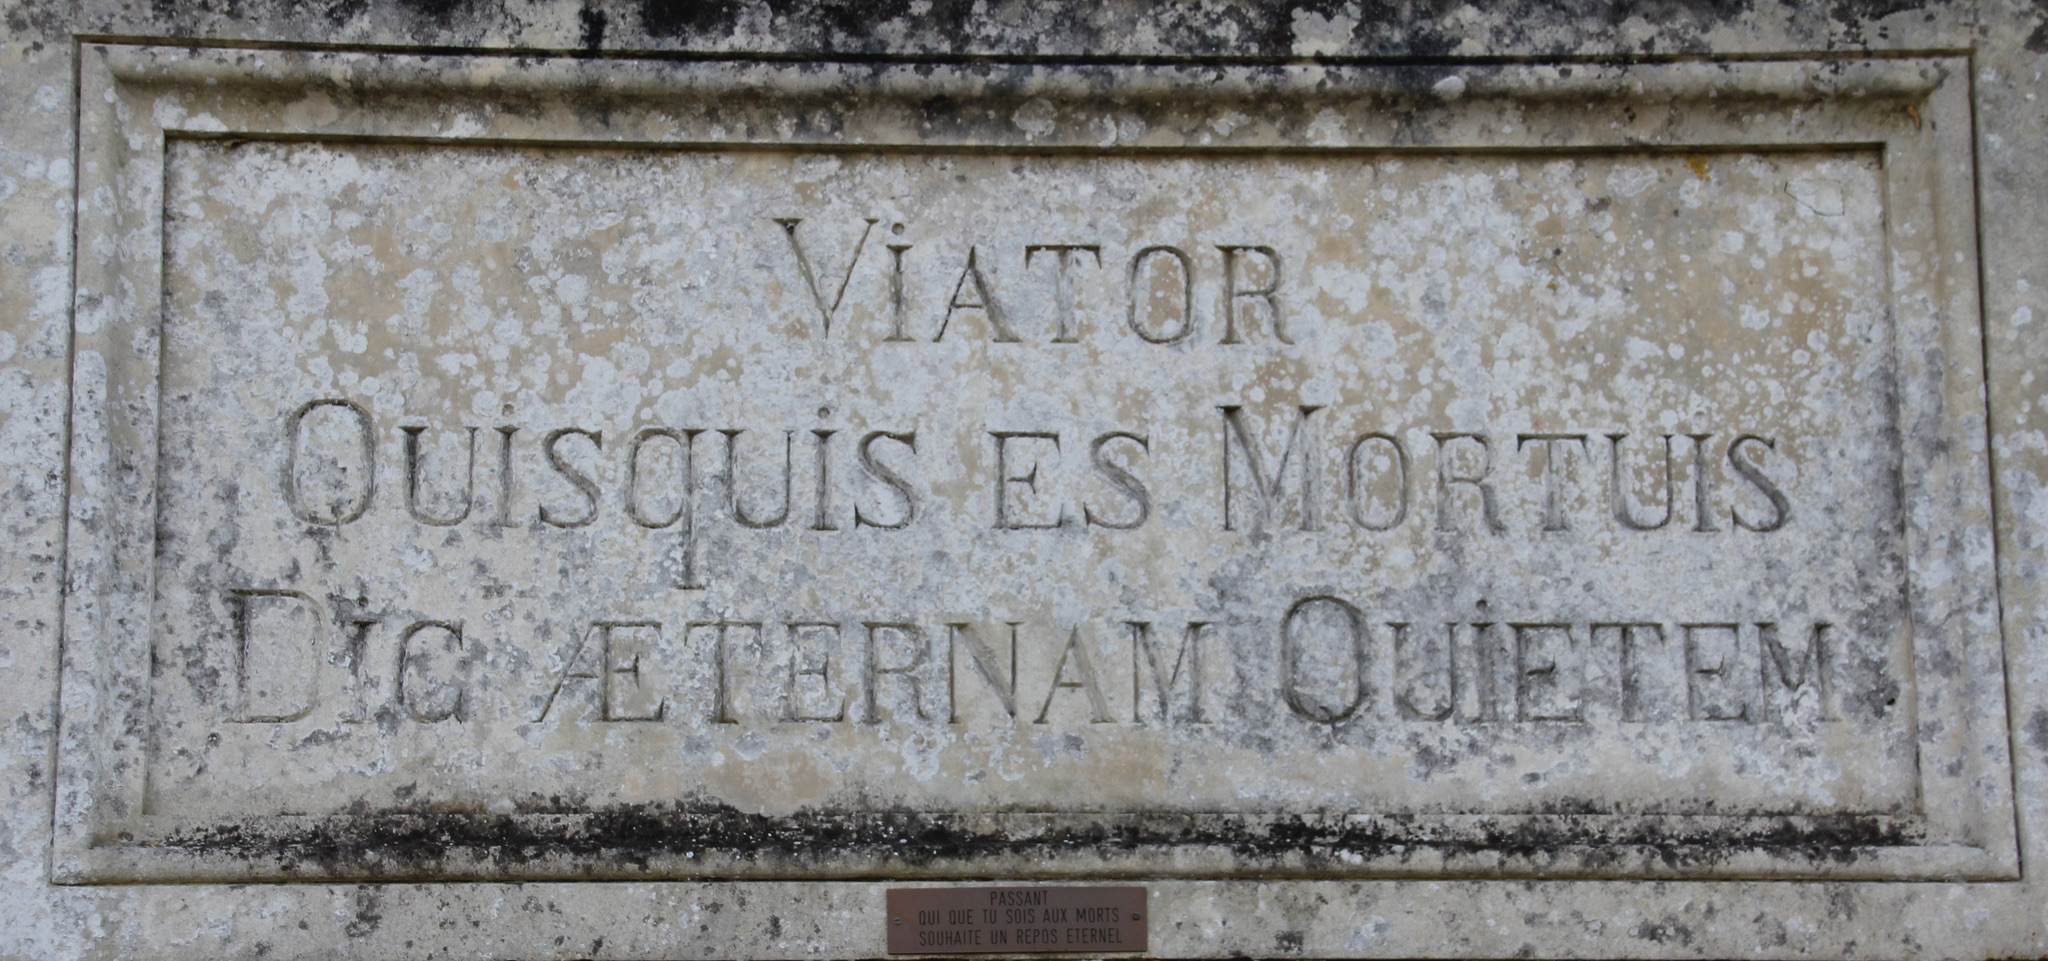 ViATOR
QUiSqUiS ES MORTUIS
DiC ÆTERNAM QUiETEM
PASSANT
QUI QUE TU SOIS AUX MORTS
SOUHAITE UN REPOS ETERNEL